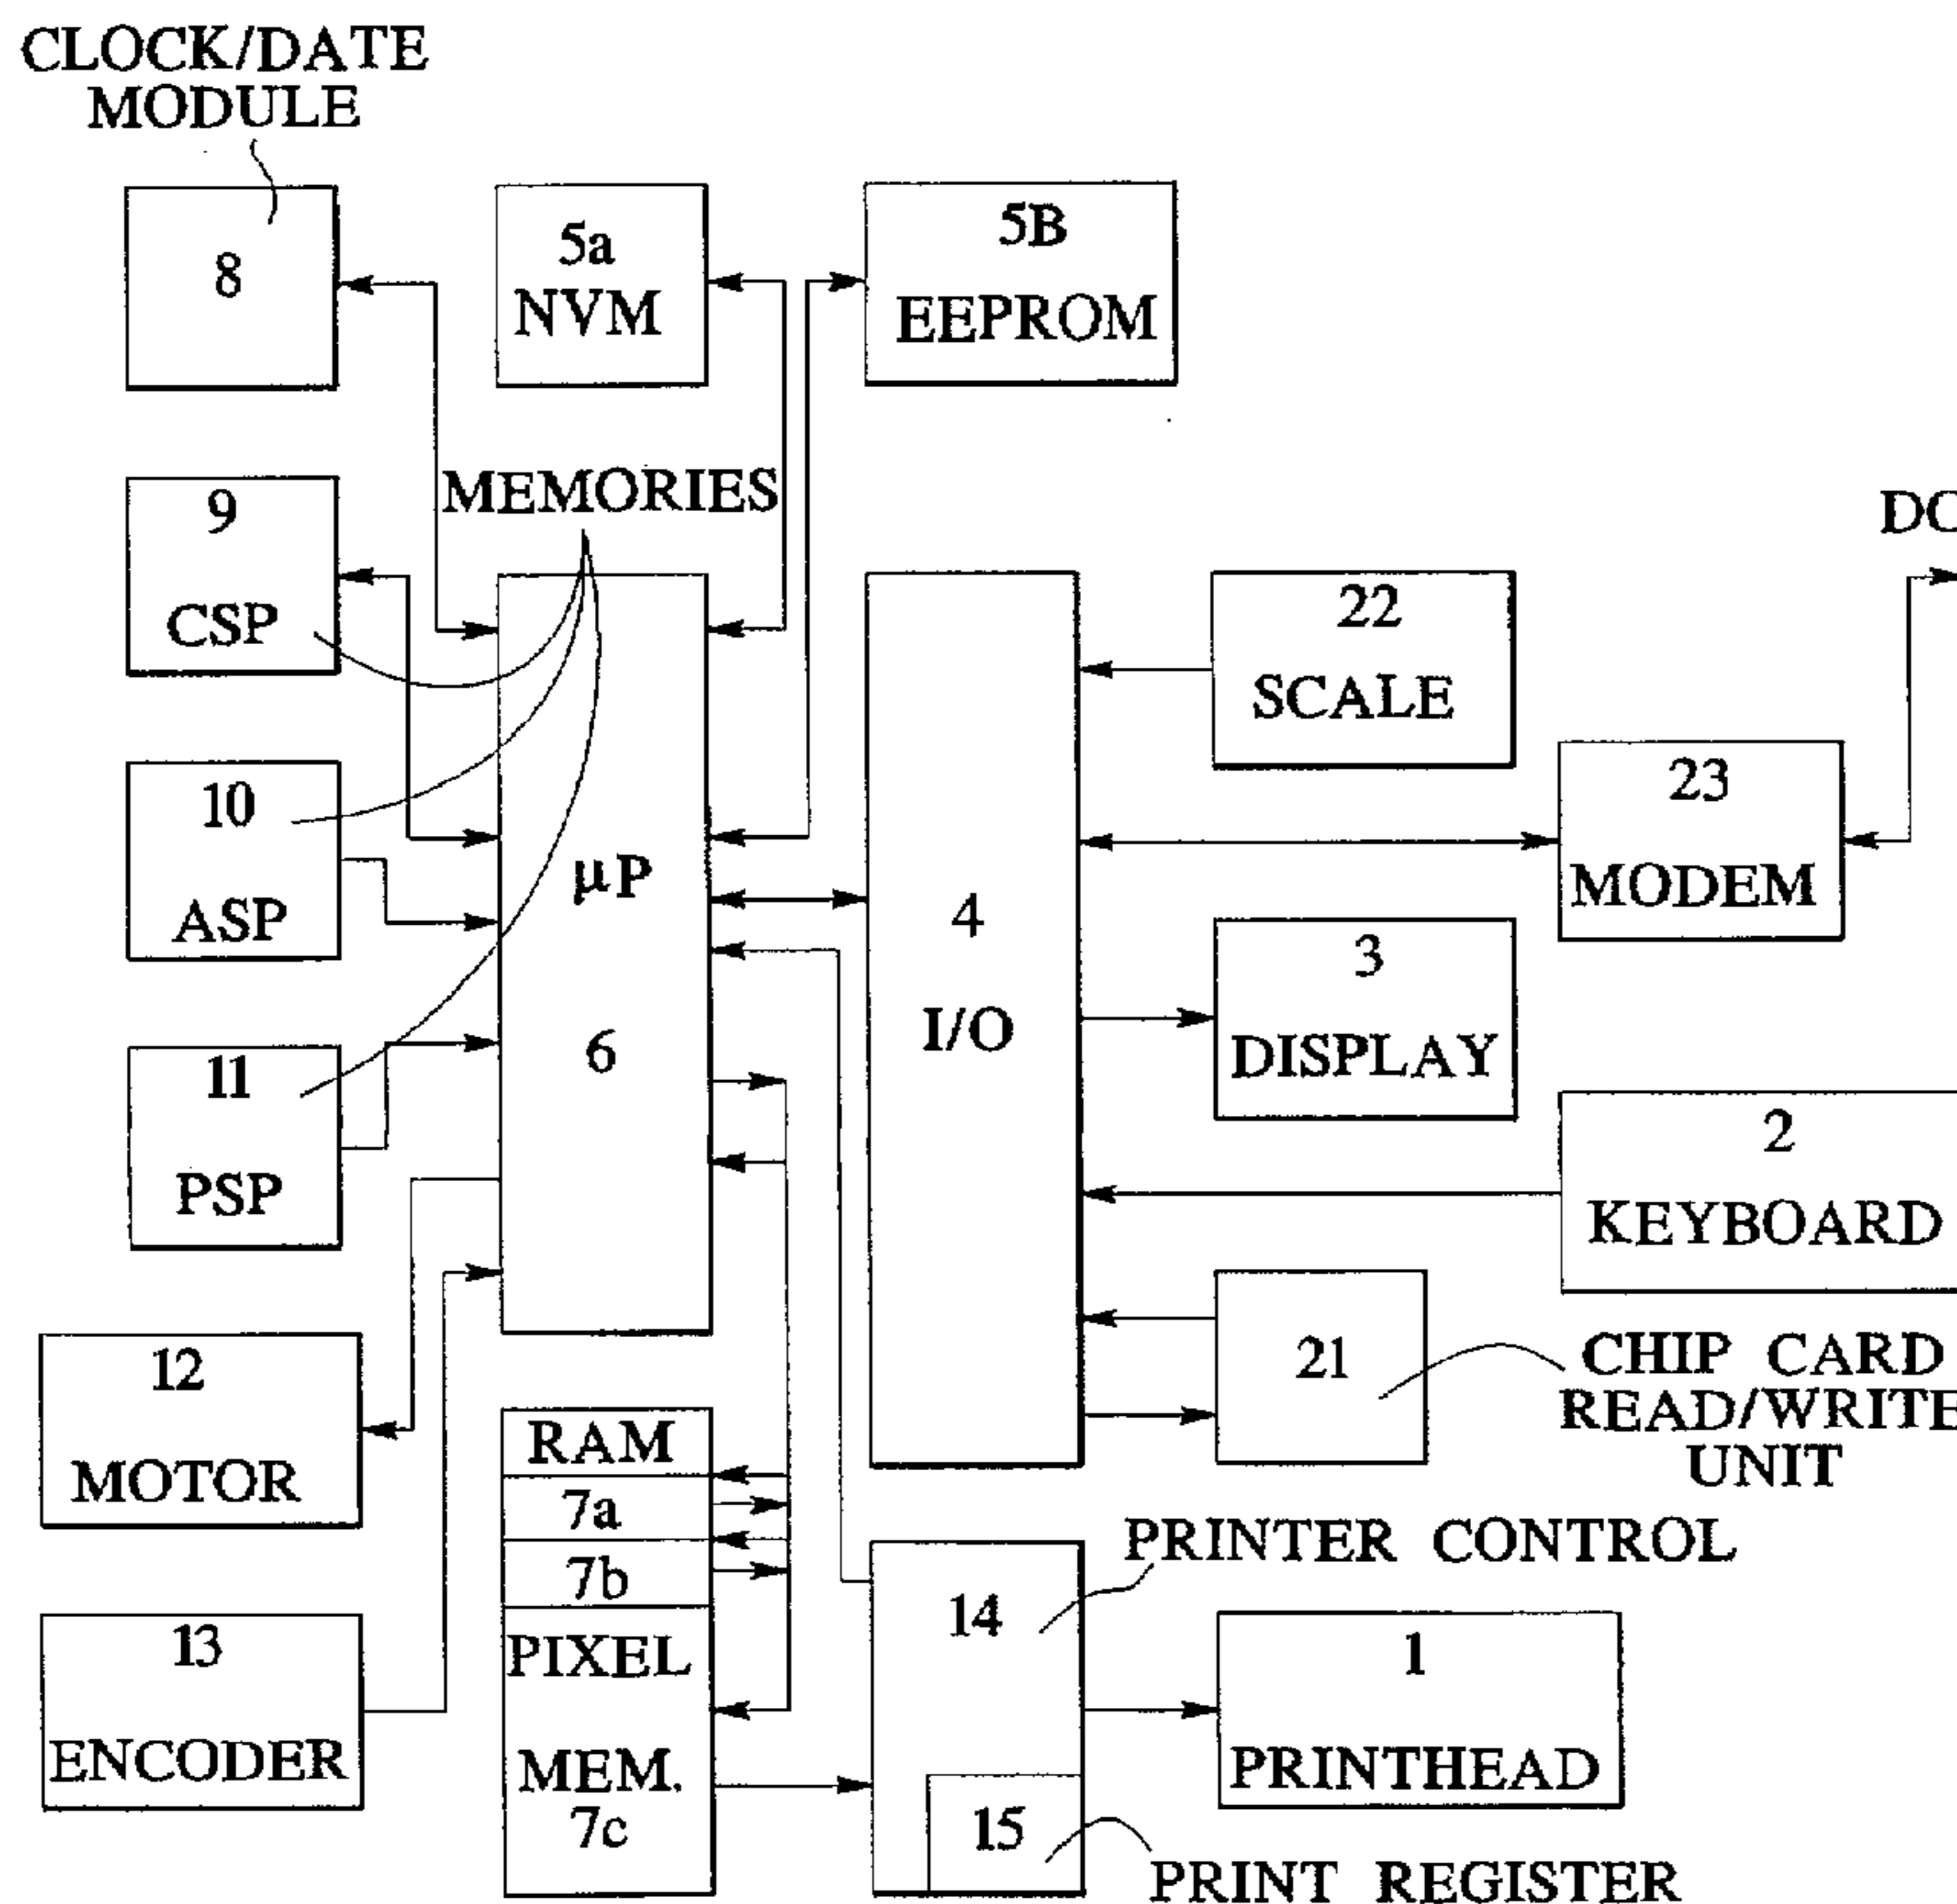 CLOCK/DATE
MODULE
8
5a
NVM
5B
EEPROM
MEMORIES
9
CSP
10
ASP
11
PSP
12
MOTOR
13
ENCODER
µP
6
RAM
7a
7b
PIXEL
MEM.
7c
4
I/O
22
SCALE
23
MODEM
3
DISPLAY
2
KEYBOARD
21
CHIP CARD
READ/WRITE
UNIT
PRINTER CONTROL
14
15
1
PRINTHEAD
PRINT REGISTER